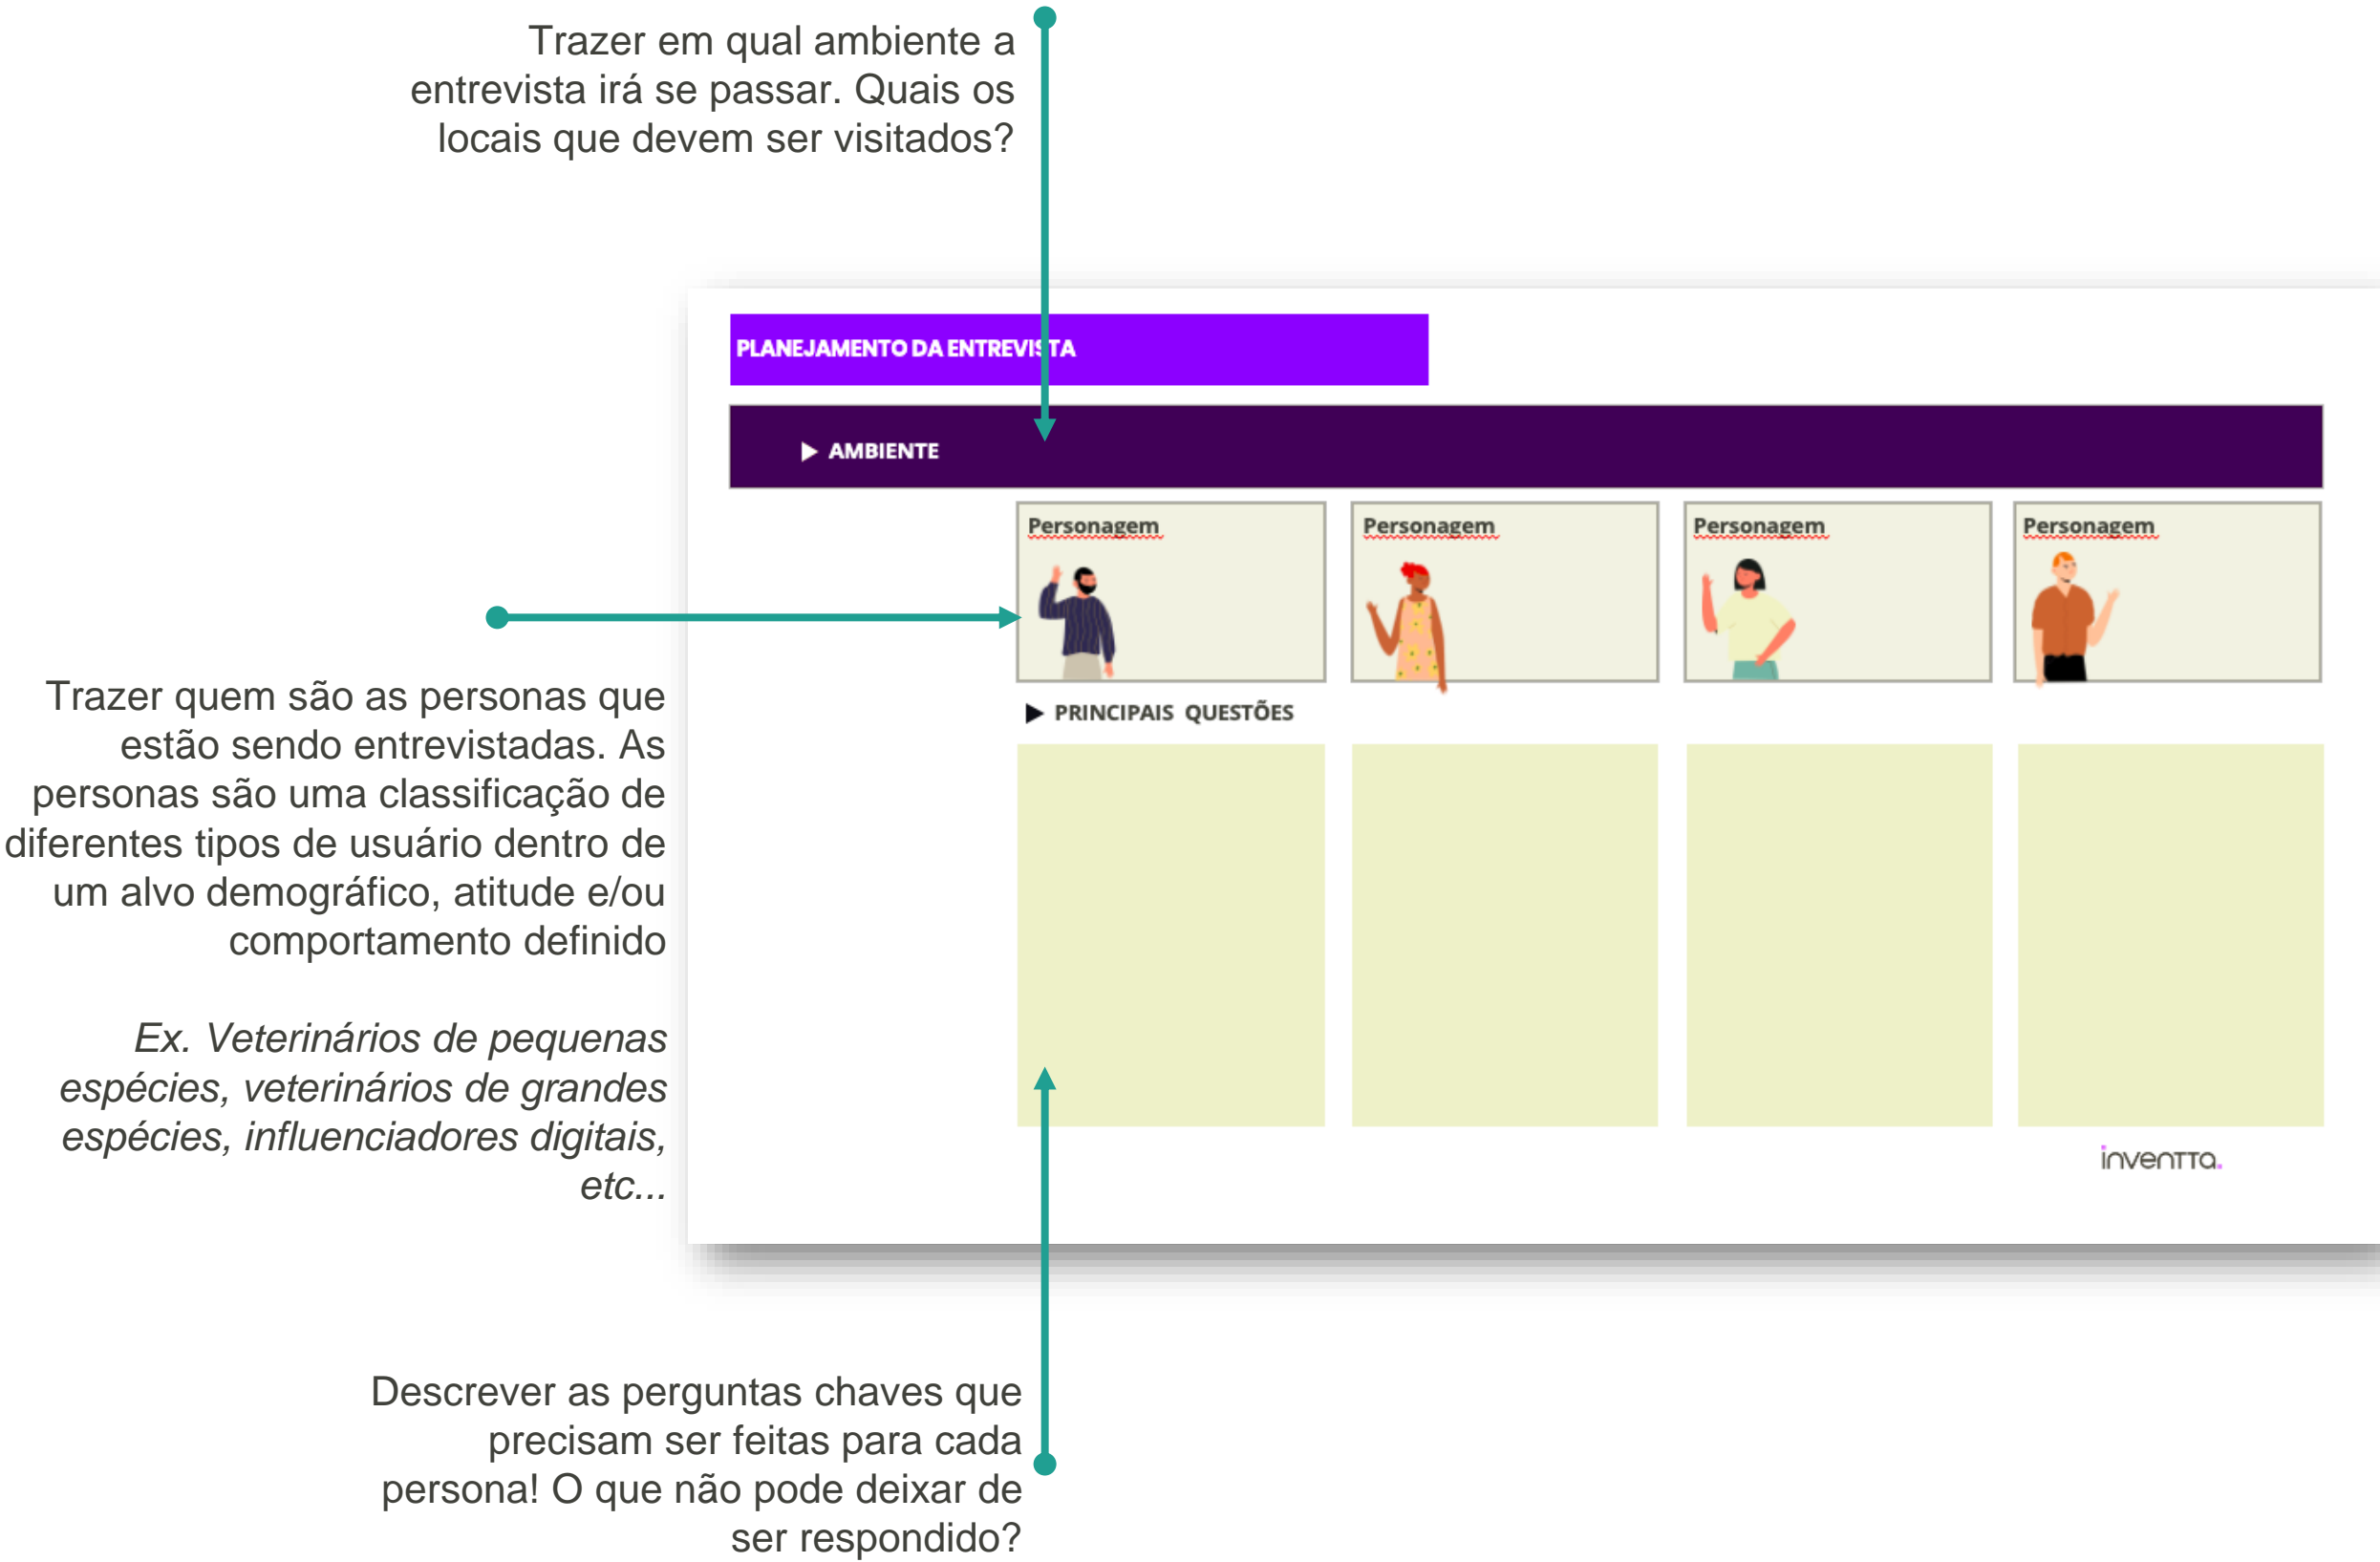 Trazer em qual ambiente a
entrevista irá se passar. Quais os
locais que devem ser visitados?
PLANEJAMENTO DA ENTREVISTA
AMBIENTE
Personagem
Personagem
Personagem
Personagem
PRINCIPAIS QUESTÕES
Trazer quem são as personas que
estão sendo entrevistadas. As
personas são uma classificação de
diferentes tipos de usuário dentro de
um alvo demográfico, atitude e/ou
comportamento definido
Ex. Veterinários de pequenas
espécies, veterinários de grandes
espécies, influenciadores digitais,
etc...
inventta.
Descrever as perguntas chaves que
precisam ser feitas para cada
persona! O que não pode deixar de
ser respondido?